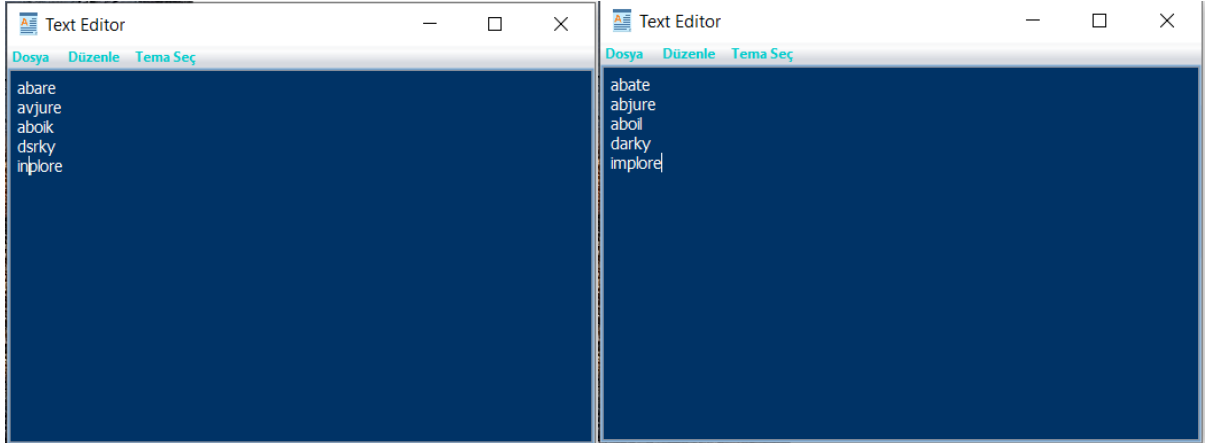 Text Editor
Dosya Düzenle Tema Seç
abare
avjure
aboik
dsrky
inplore
Text Editor
Dosya Düzenle Tema Seç
abate
abjure
aboil
darky
implore